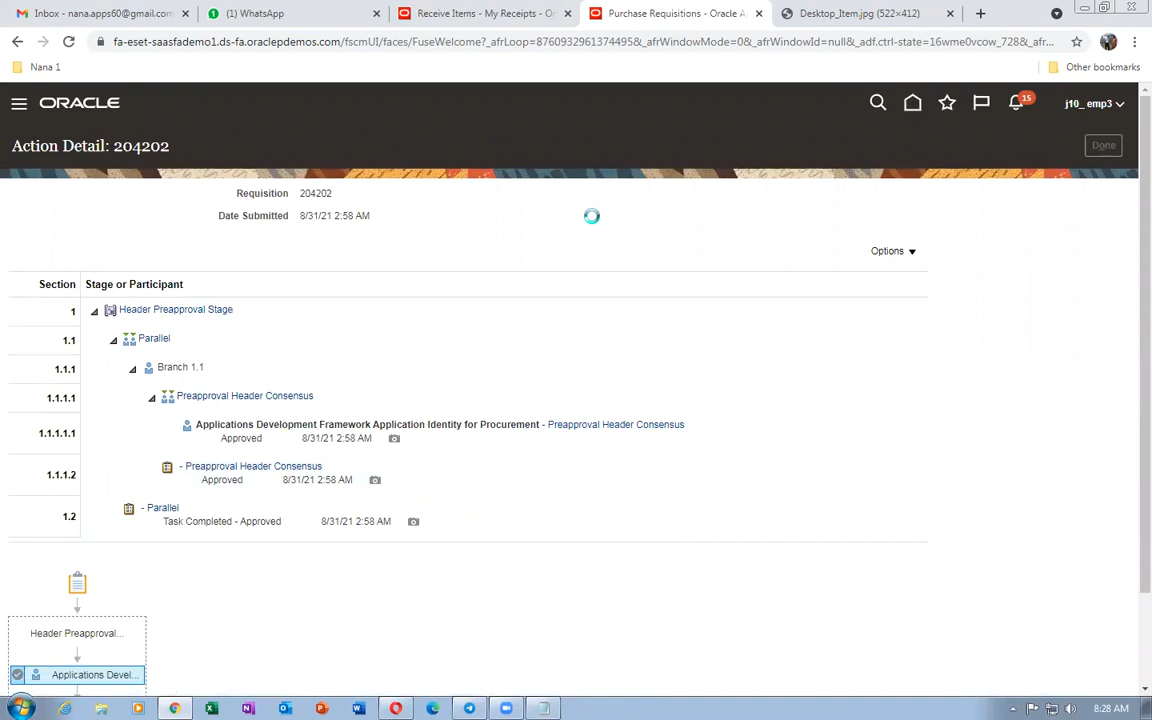 Inbox - nana.apps60@gmail.com
(1) WhatsApp
Receive Items - My Receipts - Or
Purchase Requisitions - Oracle A
Desktop_Item.jpg (522×412)
fa-eset-saasfademo1.ds-fa.oraclepdemos.com/fscmUI/faces/FuseWelcome?_afrLoop=8760932961374495&_afrWindowMode=0&_afrWindowId=null&_adf.ctrl-state=16wme0vcow_728&_afr...
Nana 1
Other bookmarks
ORACLE
15
j10_emp3
Action Detail: 204202
Done
Requisition 204202
Date Submitted 8/31/21 2:58 AM
Options
Section Stage or Participant
1 Header Preapproval Stage
1.1 Parallel
1.1.1 Branch 1.1
1.1.1.1 Preapproval Header Consensus
1.1.1.1.1 Applications Development Framework Application Identity for Procurement - Preapproval Header Consensus
Approved 8/31/21 2:58 AM
1.1.1.2 - Preapproval Header Consensus
Approved 8/31/21 2:58 AM
1.2 - Parallel
Task Completed - Approved 8/31/21 2:58 AM
Header Preapproval...
Applications Devel...
8:28 AM